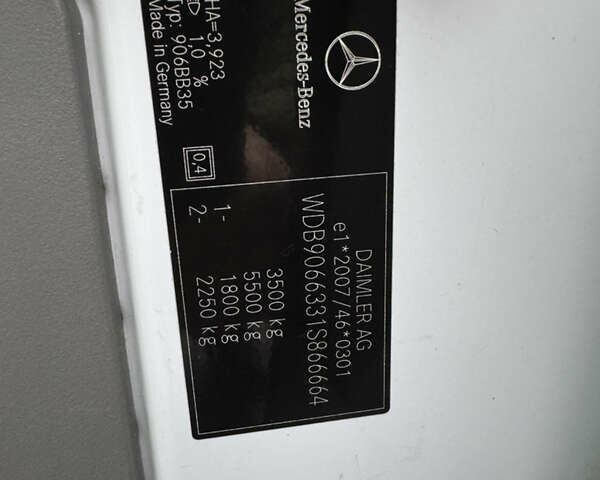 Mercedes-Benz
HA=3,923
1,0 %
Typ: 906BB35
Made in Germany
0,4
DAIMLER AG
e1*2007/46*0301
WDB9066331S866664
3500 kg
5500 kg
1- 1800 kg
2- 2250 kg